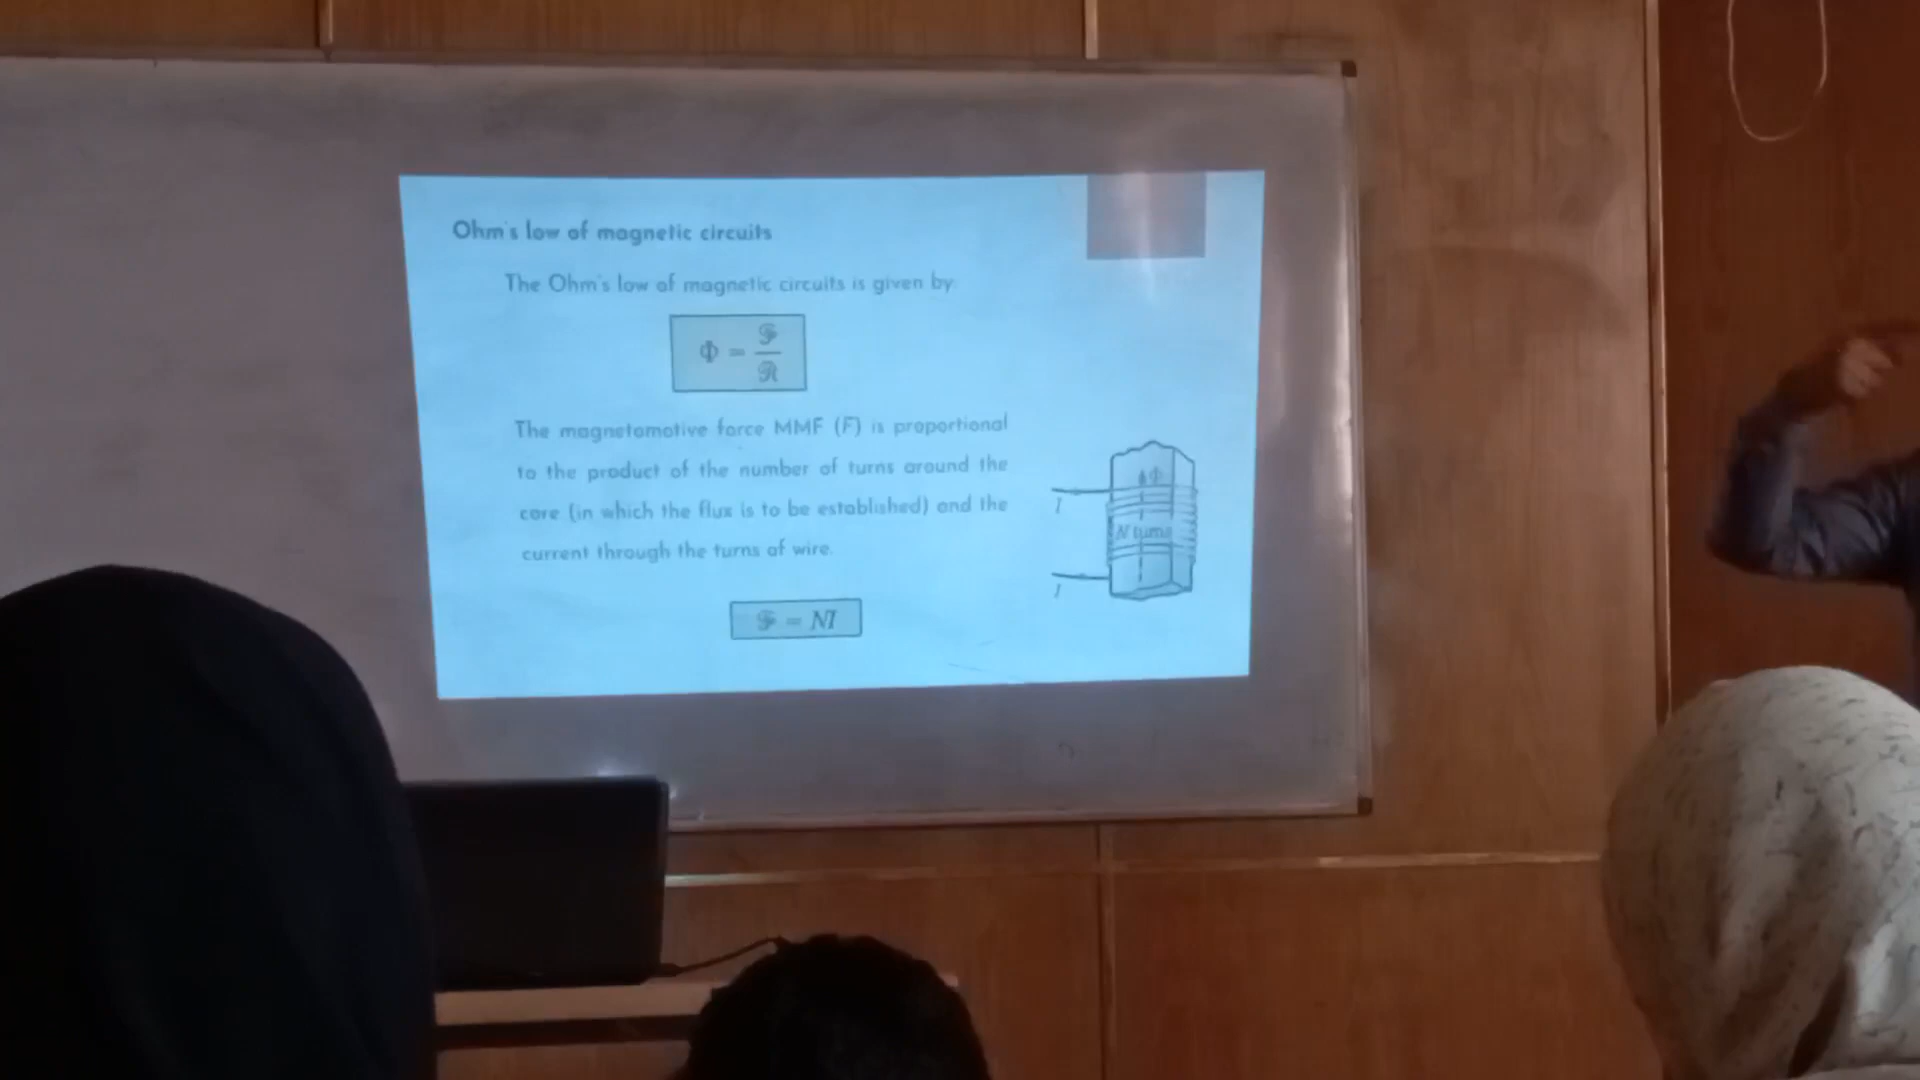 Ohm's low of magnetic circuits
The Ohm's low of magnetic circuits is given by
Φ = ℱ / ℛ
The magnetomotive force MMF (F) is proportional
to the product of the number of turns around the
core (in which the flux is to be established) and the
current through the turns of wire.
Φ
I
N turns
I
ℱ = NI